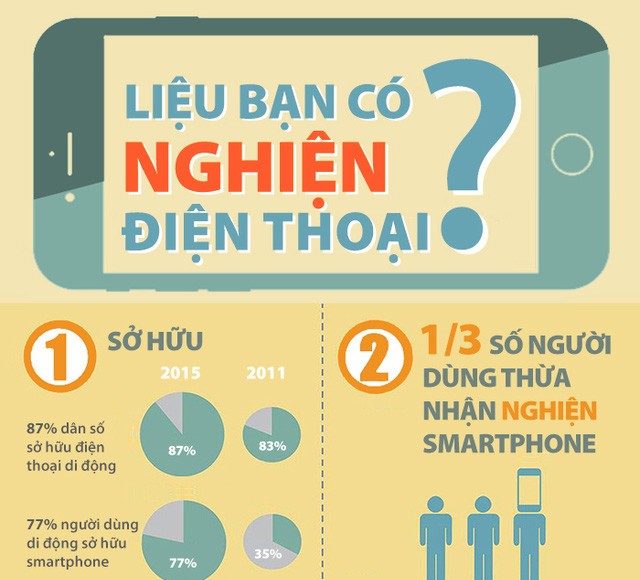 LIỆU BẠN CÓ
NGHIỆN
ĐIỆN THOẠI
?
1
SỞ HỮU
2015
2011
87% dân số
sở hữu điện
thoại di động
87%
83%
77% người dùng
di động sở hữu
smartphone
77%
35%
2
1/3 SỐ NGƯỜI
DÙNG THỪA
NHẬN NGHIỆN
SMARTPHONE